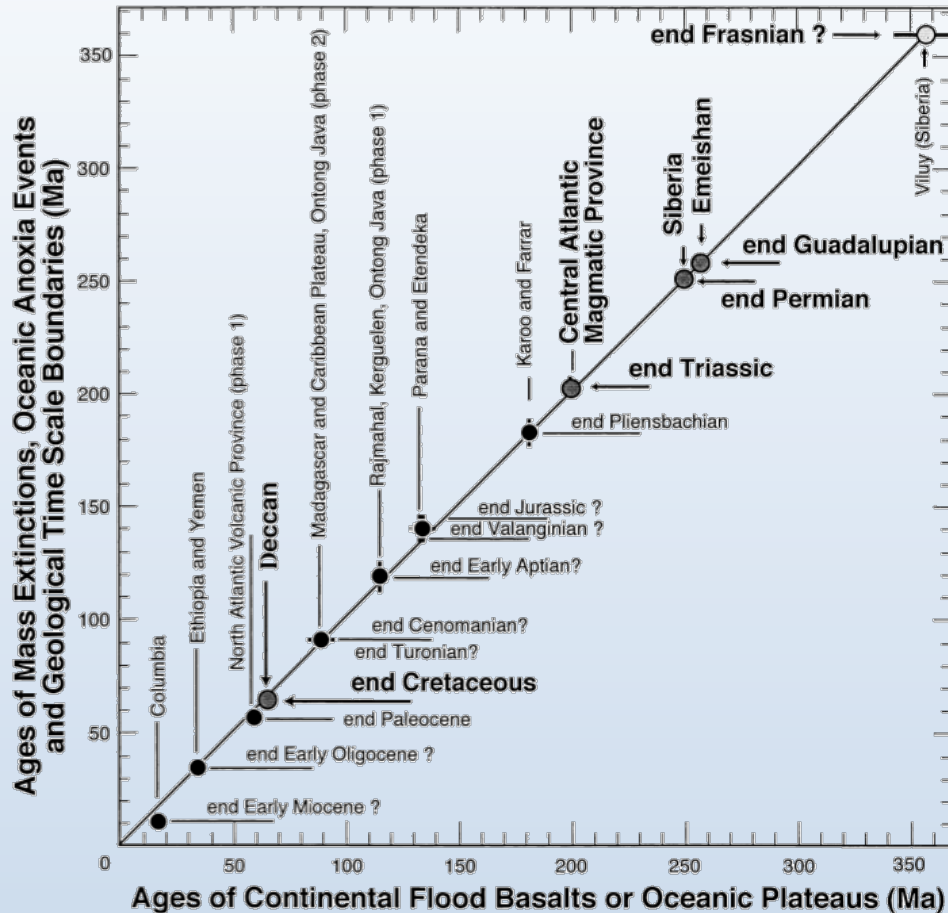 Ages of Mass Extinctions, Oceanic Anoxia Events
and Geological Time Scale Boundaries (Ma)
350
300
250
200
150
100
50
0
50
100
150
200
250
300
350
Ages of Continental Flood Basalts or Oceanic Plateaus (Ma)
Columbia
Ethiopia and Yemen
North Atlantic Volcanic Province (phase 1)
Deccan
Madagascar and Caribbean Plateau, Ontong Java (phase 2)
Rajmahal, Kerguelen, Ontong Java (phase 1)
Parana and Etendeka
Karoo and Farrar
Central Atlantic
Magmatic Province
Siberia
Emeishan
Viluy (Siberia)
end Frasnian ?
end Guadalupian
end Permian
end Triassic
end Pliensbachian
end Jurassic ?
end Valanginian ?
end Early Aptian?
end Cenomanian?
end Turonian?
end Cretaceous
end Paleocene
end Early Oligocene ?
end Early Miocene ?